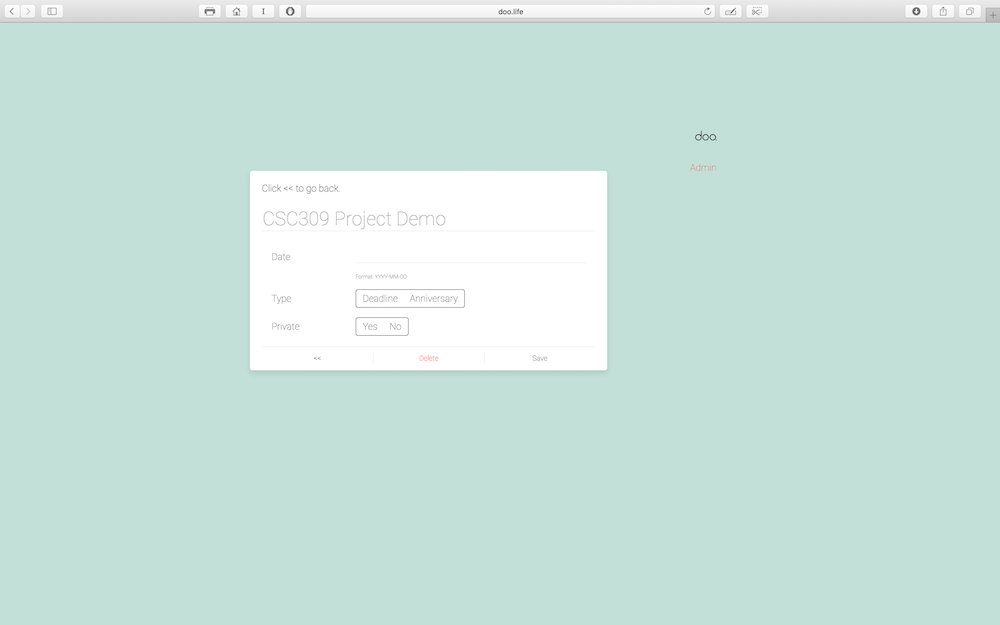 doo.life
doo.
Admin
Click << to go back.
CSC309 Project Demo
Date
Format: YYYY-MM-DD
Type
Deadline Anniversary
Private
Yes No
<< Delete Save